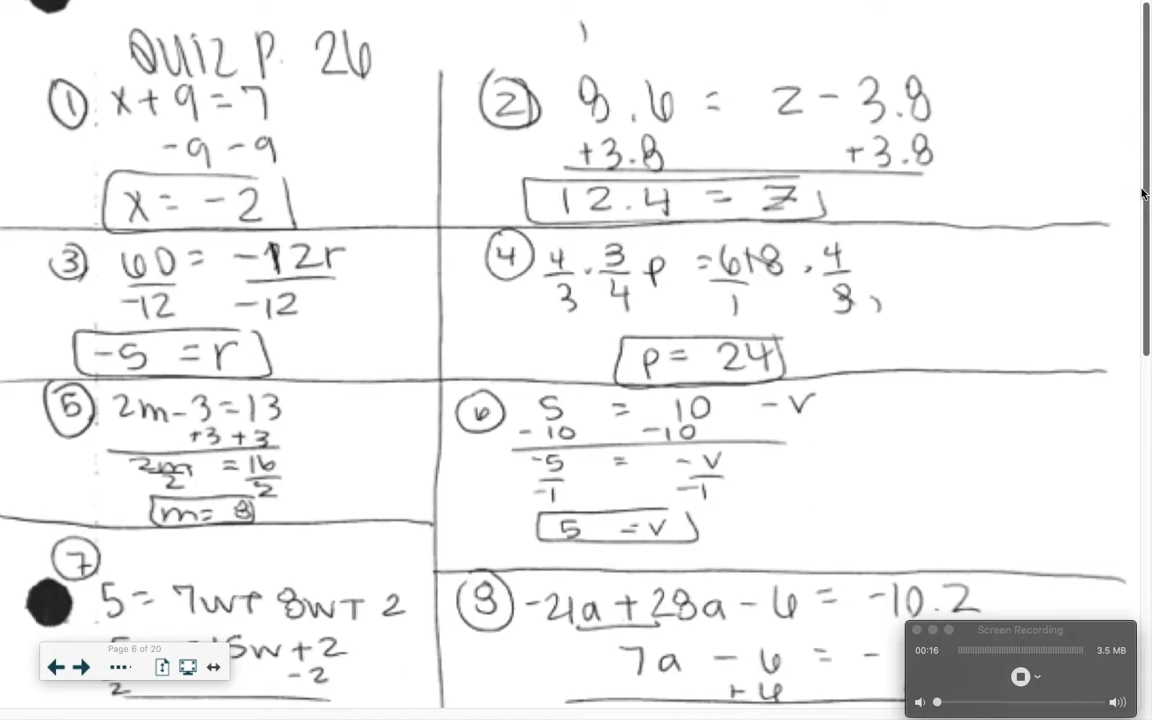 QUIZ P. 26
① x + 9 = 7
-9 -9
x = -2
② 8.6 = z - 3.8
+3.8 +3.8
12.4 = z
③ 60 = -12r
-12 -12
-5 = r
④ 4/3 · 3/4 p = 18/1 · 4/3
p = 24
⑤ 2m - 3 = 13
+3 +3
2m/2 = 16/2
m = 8
⑥ 5 = 10 - v
-10 -10
-5/-1 = -v/-1
5 = v
⑦
5 = 7w + 8w + 2
5w + 2
-2
2
⑧ -21a + 28a - 6 = -10.2
7a - 6 = -
+6
Page 6 of 20
Screen Recording
00:16 3.5 MB